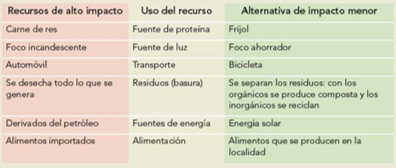 Recursos de alto impacto Uso del recurso Alternativa de impacto menor
Carne de res Fuente de proteína Frijol
Foco incandescente Fuente de luz Foco ahorrador
Automóvil Transporte Bicicleta
Se desecha todo lo que se Residuos (basura) Se separan los residuos: con los
genera orgánicos se produce composta y los
inorgánicos se reciclan
Derivados del petróleo Fuentes de energía Energía solar
Alimentos importados Alimentación Alimentos que se producen en la
localidad